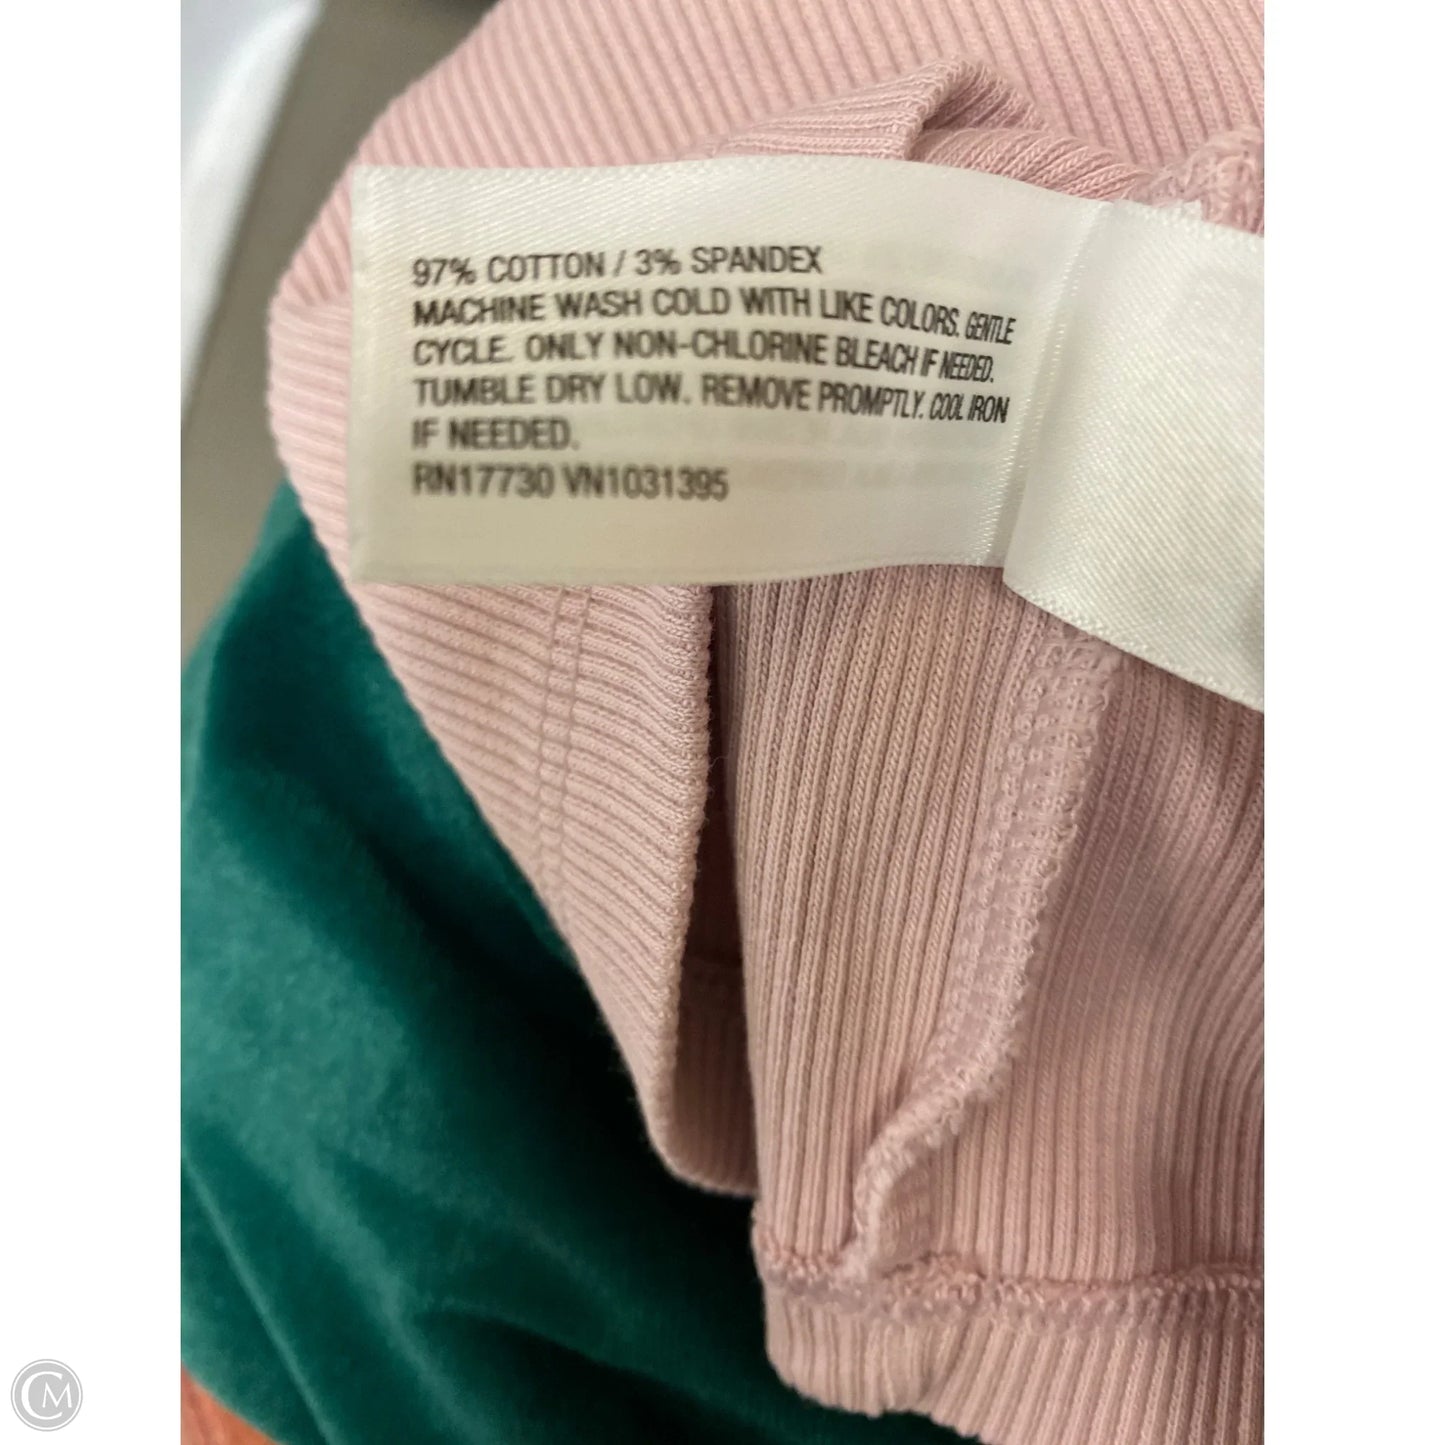 97% COTTON / 3% SPANDEX
MACHINE WASH COLD WITH LIKE COLORS. GENTLE
CYCLE. ONLY NON-CHLORINE BLEACH IF NEEDED.
TUMBLE DRY LOW. REMOVE PROMPTLY. COOL IRON
IF NEEDED.
RN17730 VN1031395
CM